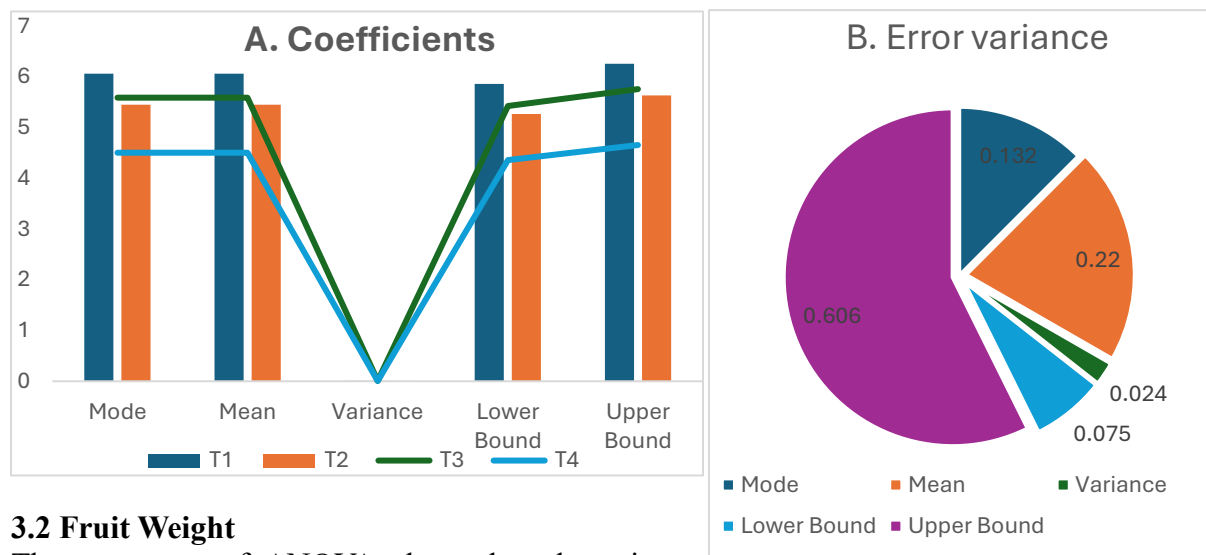 A. Coefficients
7
6
5
4
3
2
1
0
Mode Mean Variance Lower Bound Upper Bound
T1 T2 T3 T4
B. Error variance
0.132
0.22
0.606
0.024
0.075
Mode Mean Variance
Lower Bound Upper Bound
3.2 Fruit Weight